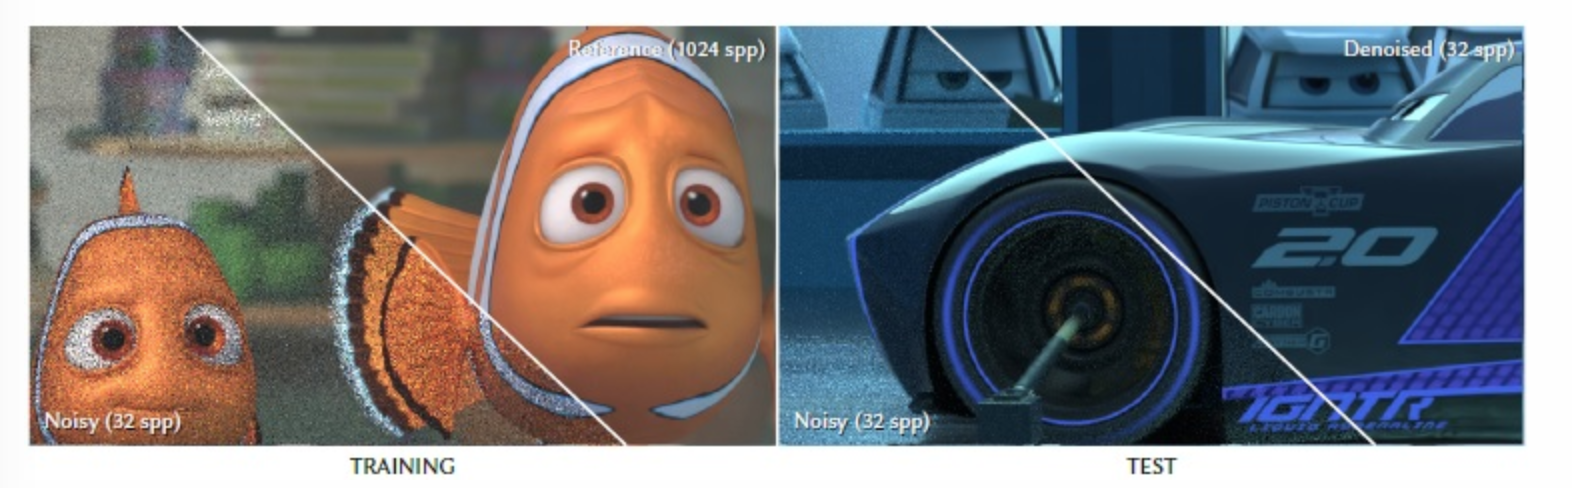 Reference (1024 spp)
Noisy (32 spp)
TRAINING
Denoised (32 spp)
PISTON CUP
2.0
IGNTR
Noisy (32 spp)
TEST